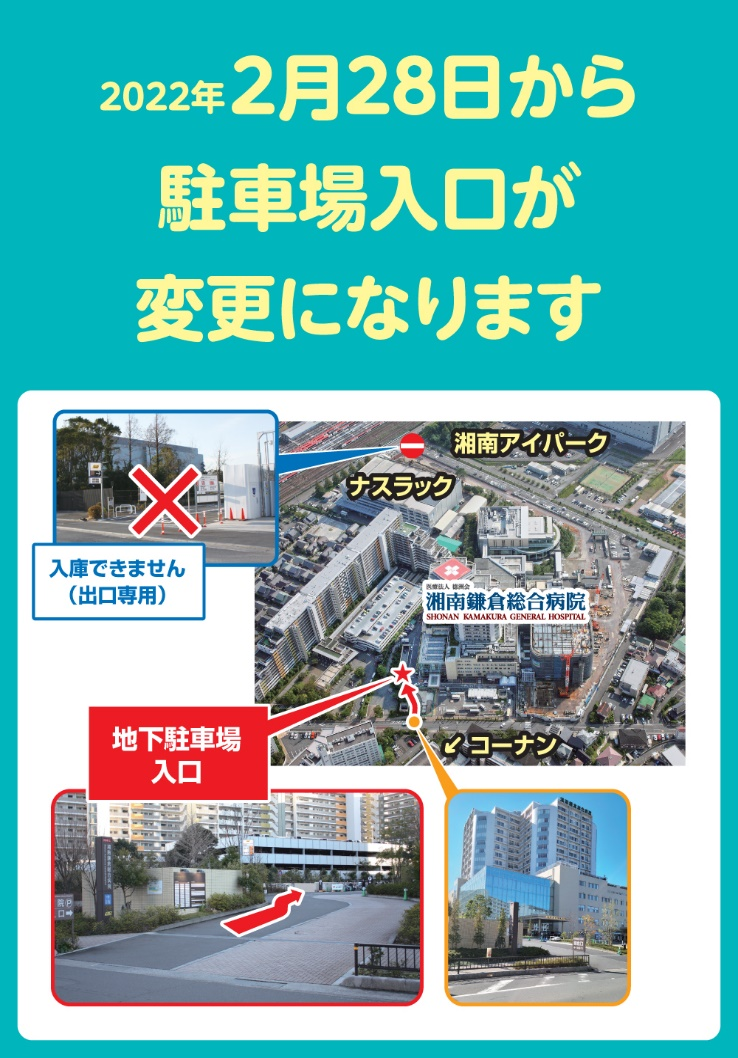 2022年2月28日から
駐車場入口が
変更になります
湘南アイパーク
ナスラック
入庫できません
（出口専用）
医療法人 徳洲会
湘南鎌倉総合病院
SHONAN KAMAKURA GENERAL HOSPITAL
地下駐車場
入口
↙ コーナン